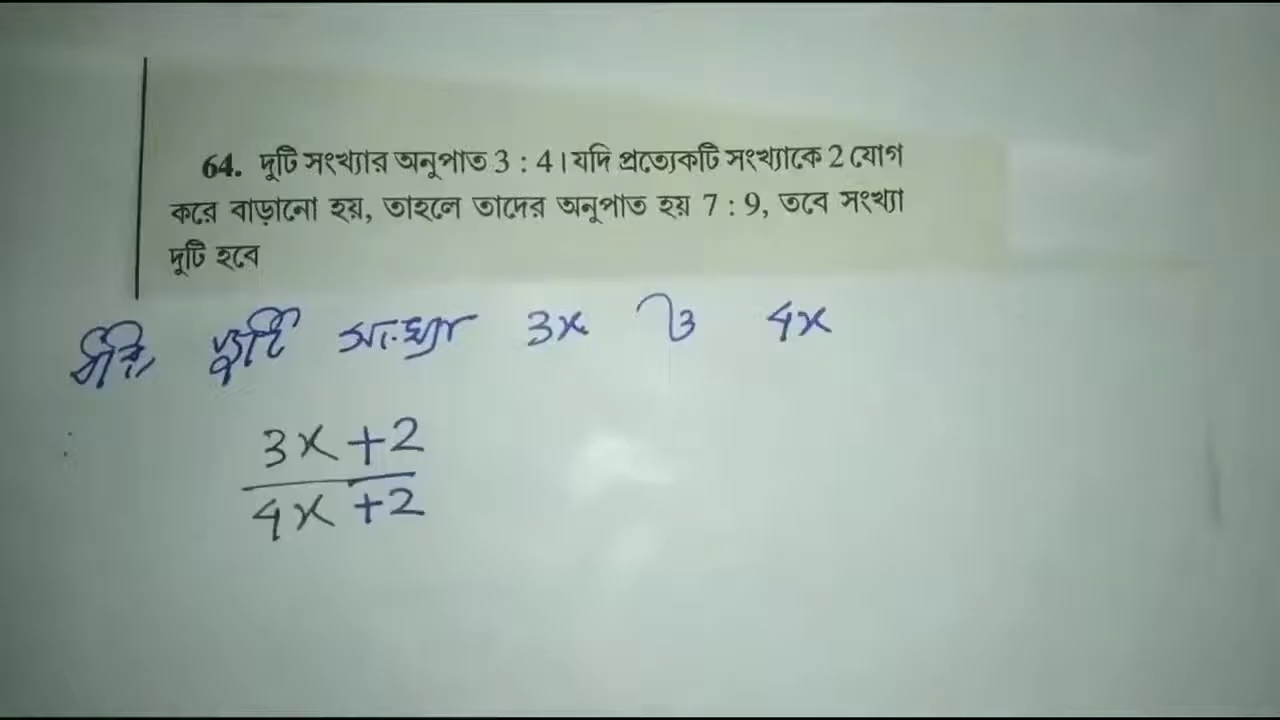 64. দুটি সংখ্যার অনুপাত 3 : 4। যদি প্রত্যেকটি সংখ্যাকে 2 যোগ
করে বাড়ানো হয়, তাহলে তাদের অনুপাত হয় 7 : 9, তবে সংখ্যা
দুটি হবে
ধরি, দুটি সংখ্যা 3x ও 4x
3x + 2
4x + 2